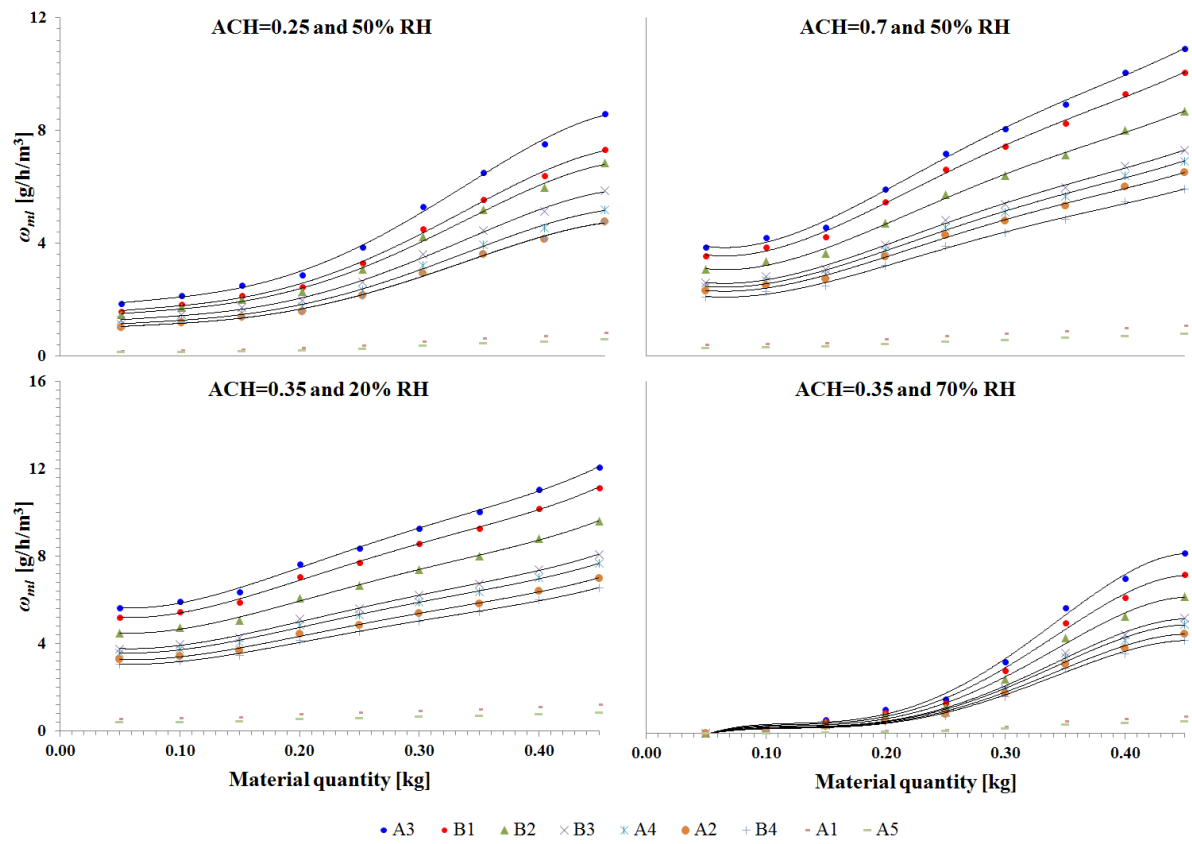 ACH=0.25 and 50% RH
ACH=0.7 and 50% RH
12
8
4
0
ω_ml [g/h/m³]
ACH=0.35 and 20% RH
ACH=0.35 and 70% RH
16
12
8
4
0
ω_ml [g/h/m³]
0.00 0.10 0.20 0.30 0.40
0.00 0.10 0.20 0.30 0.40
Material quantity [kg]
Material quantity [kg]
A3 B1 B2 B3 A4 A2 B4 A1 A5